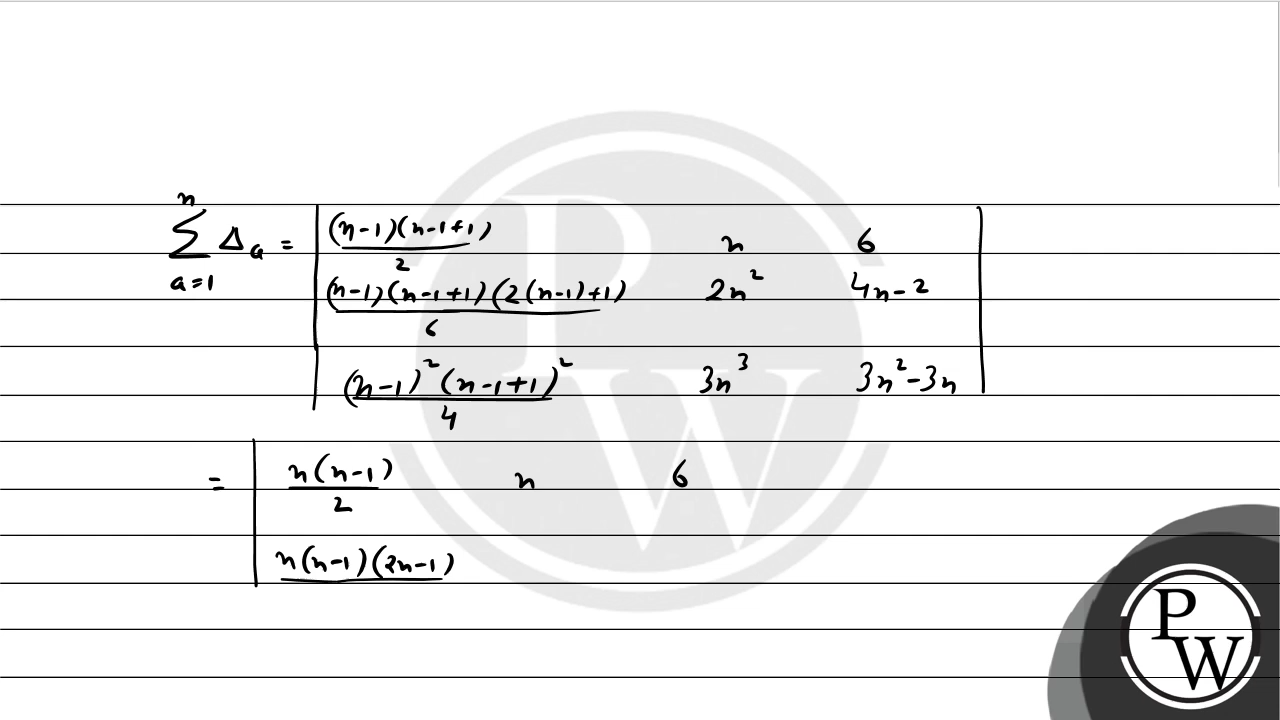 n
Σ Δa = | (n-1)(n-1+1)/2 n 6 |
a=1
| (n-1)(n-1+1)(2(n-1)+1)/6 2n² 4n-2 |
| (n-1)²(n-1+1)²/4 3n³ 3n²-3n |
= | n(n-1)/2 n 6
| n(n-1)(2n-1)
P
W
P
W